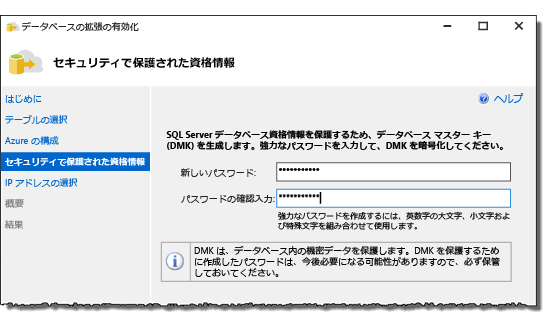 データベースの拡張の有効化
セキュリティで保護された資格情報
ヘルプ
はじめに
テーブルの選択
Azure の構成
セキュリティで保護された資格情報
IP アドレスの選択
概要
結果
SQL Server データベース資格情報を保護するため、データベース マスター キー
(DMK) を生成します。強力なパスワードを入力して、DMK を暗号化してください。
新しいパスワード:
パスワードの確認入力:
強力なパスワードを作成するには、英数字の大文字、小文字およ
び特殊文字を組み合わせて使用します。
DMK は、データベース内の機密データを保護します。DMK を保護するため
に作成したパスワードは、今後必要になる可能性がありますので、必ず保管
しておいてください。